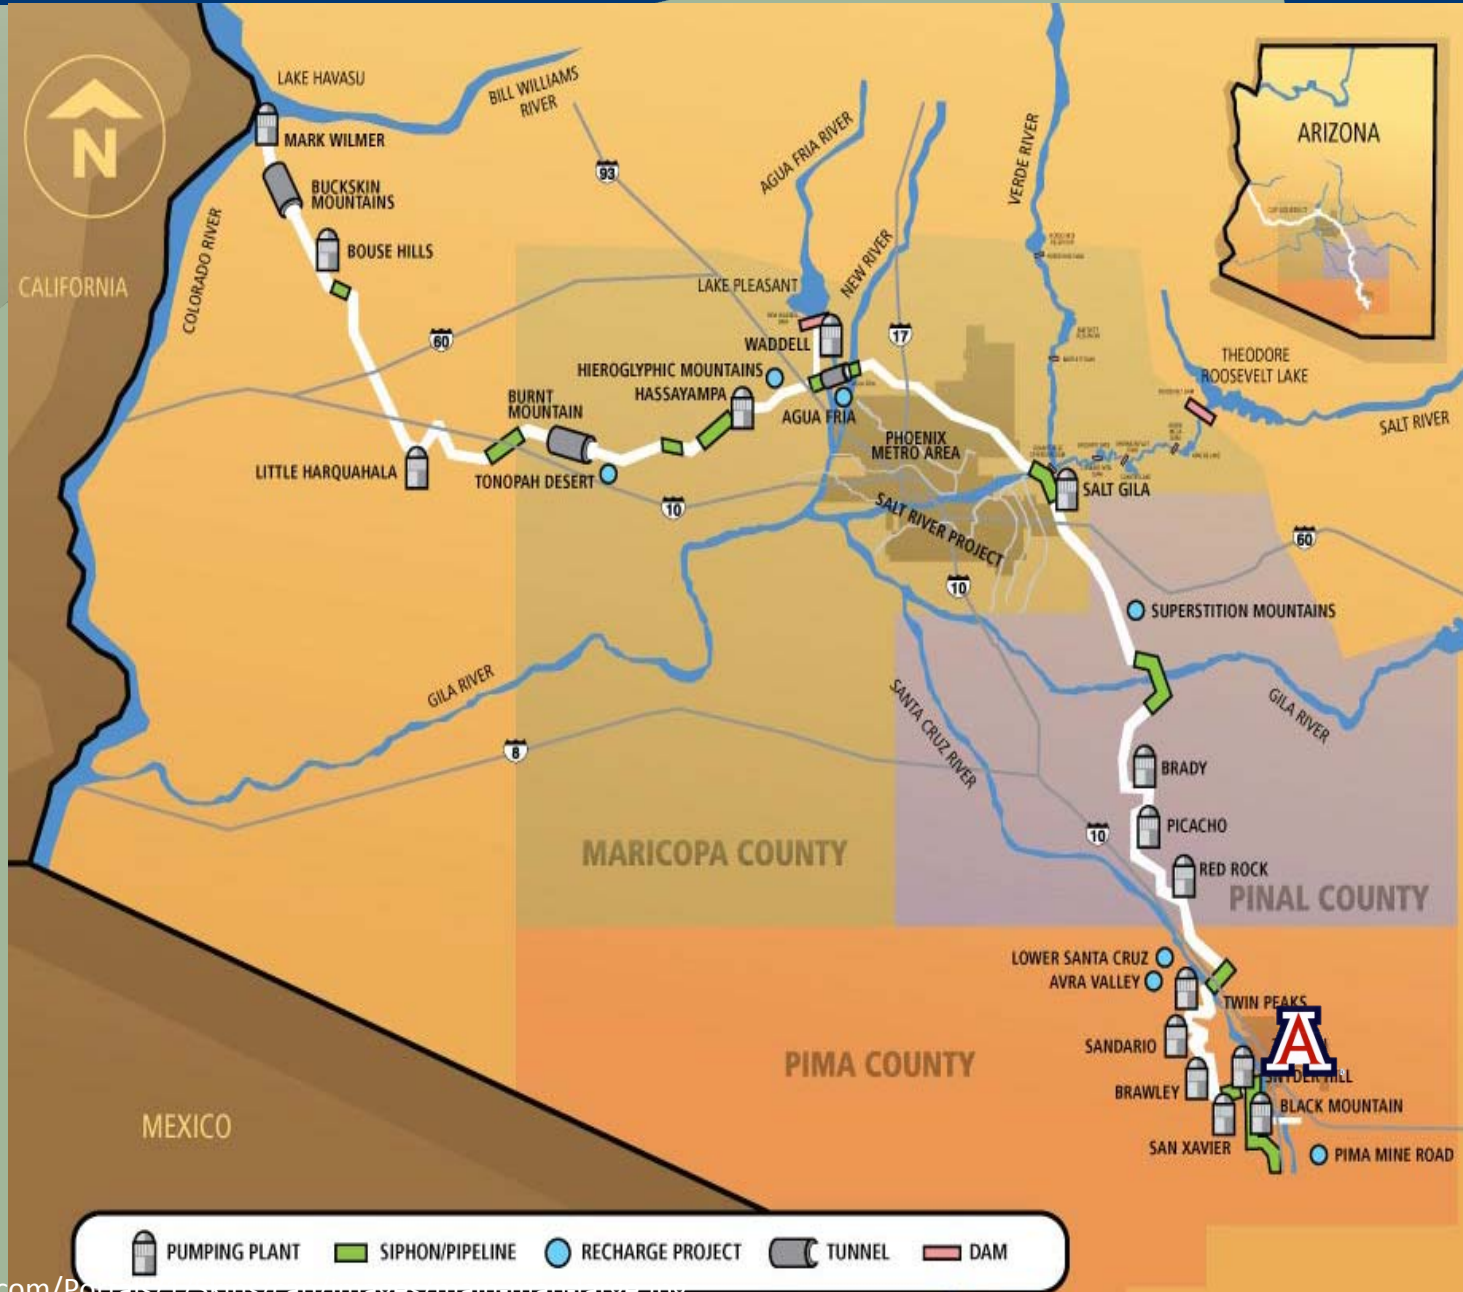 LAKE HAVASU
BILL WILLIAMS
RIVER
N
MARK WILMER
BUCKSKIN
MOUNTAINS
BOUSE HILLS
COLORADO RIVER
CALIFORNIA
93
AGUA FRIA RIVER
VERDE RIVER
ARIZONA
NEW RIVER
LAKE PLEASANT
60
17
WADDELL
THEODORE
ROOSEVELT LAKE
SALT RIVER
HIEROGLYPHIC MOUNTAINS
HASSAYAMPA
AGUA FRIA
BURNT
MOUNTAIN
PHOENIX
METRO AREA
LITTLE HARQUAHALA
TONOPAH DESERT
10
SALT GILA
SALT RIVER PROJECT
60
10
SUPERSTITION MOUNTAINS
GILA RIVER
GILA RIVER
SANTA CRUZ RIVER
8
BRADY
PICACHO
10
RED ROCK
MARICOPA COUNTY
PINAL COUNTY
LOWER SANTA CRUZ
AVRA VALLEY
TWIN PEAKS
A
SANDARIO
SNYDER HILL
BRAWLEY
BLACK MOUNTAIN
SAN XAVIER
PIMA MINE ROAD
PIMA COUNTY
MEXICO
PUMPING PLANT
SIPHON/PIPELINE
RECHARGE PROJECT
TUNNEL
DAM